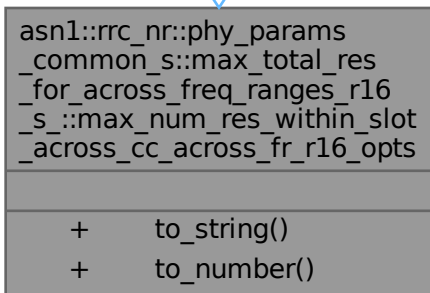 asn1::rrc_nr::phy_params
_common_s::max_total_res
_for_across_freq_ranges_r16
_s_::max_num_res_within_slot
_across_cc_across_fr_r16_opts
+ to_string()
+ to_number()